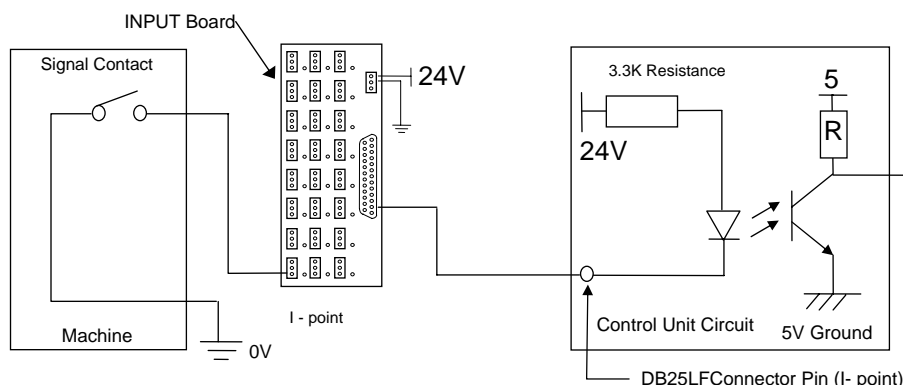 INPUT Board
Signal Contact
24V
3.3K Resistance
5
R
24V
I - point
Control Unit Circuit
5V Ground
Machine
0V
DB25LFConnector Pin (I- point)